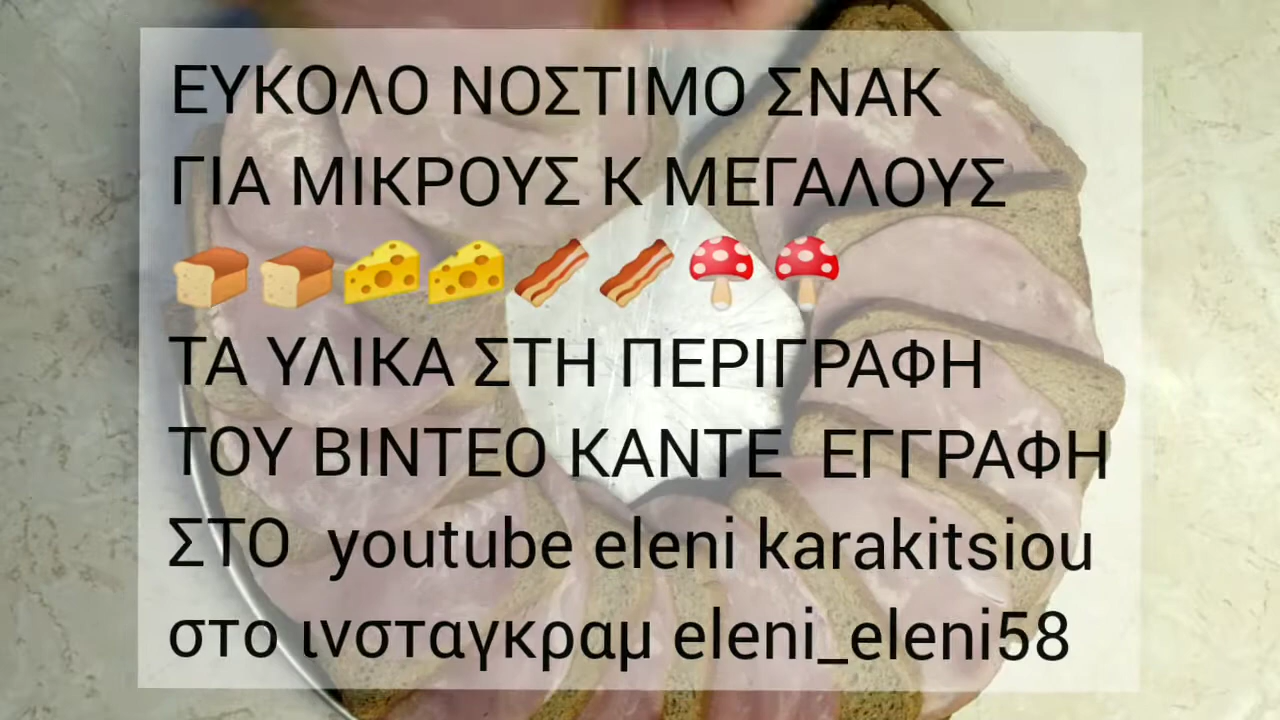 ΕΥΚΟΛΟ ΝΟΣΤΙΜΟ ΣΝΑΚ
ΓΙΑ ΜΙΚΡΟΥΣ Κ ΜΕΓΑΛΟΥΣ
🍞🍞🧀🧀🥓🥓🍄🍄
ΤΑ ΥΛΙΚΑ ΣΤΗ ΠΕΡΙΓΡΑΦΗ
ΤΟΥ ΒΙΝΤΕΟ ΚΑΝΤΕ ΕΓΓΡΑΦΗ
ΣΤΟ youtube eleni karakitsiou
στο ινσταγκραμ eleni_eleni58